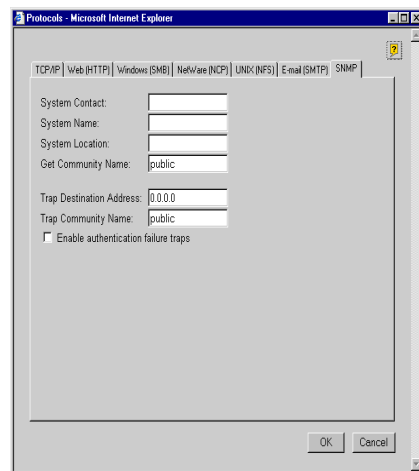 Protocols - Microsoft Internet Explorer
?
TCP/IP Web (HTTP) Windows (SMB) NetWare (NCP) UNIX (NFS) E-mail (SMTP) SNMP
System Contact:
System Name:
System Location:
Get Community Name: public
Trap Destination Address: 0.0.0.0
Trap Community Name: public
Enable authentication failure traps
OK Cancel